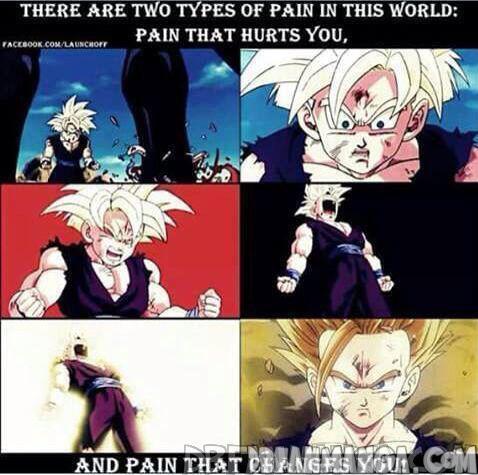 THERE ARE TWO TYPES OF PAIN IN THIS WORLD:
PAIN THAT HURTS YOU,
FACEBOOK.COM/LAUNCHOFF
AND PAIN THAT CHANGES YOU.